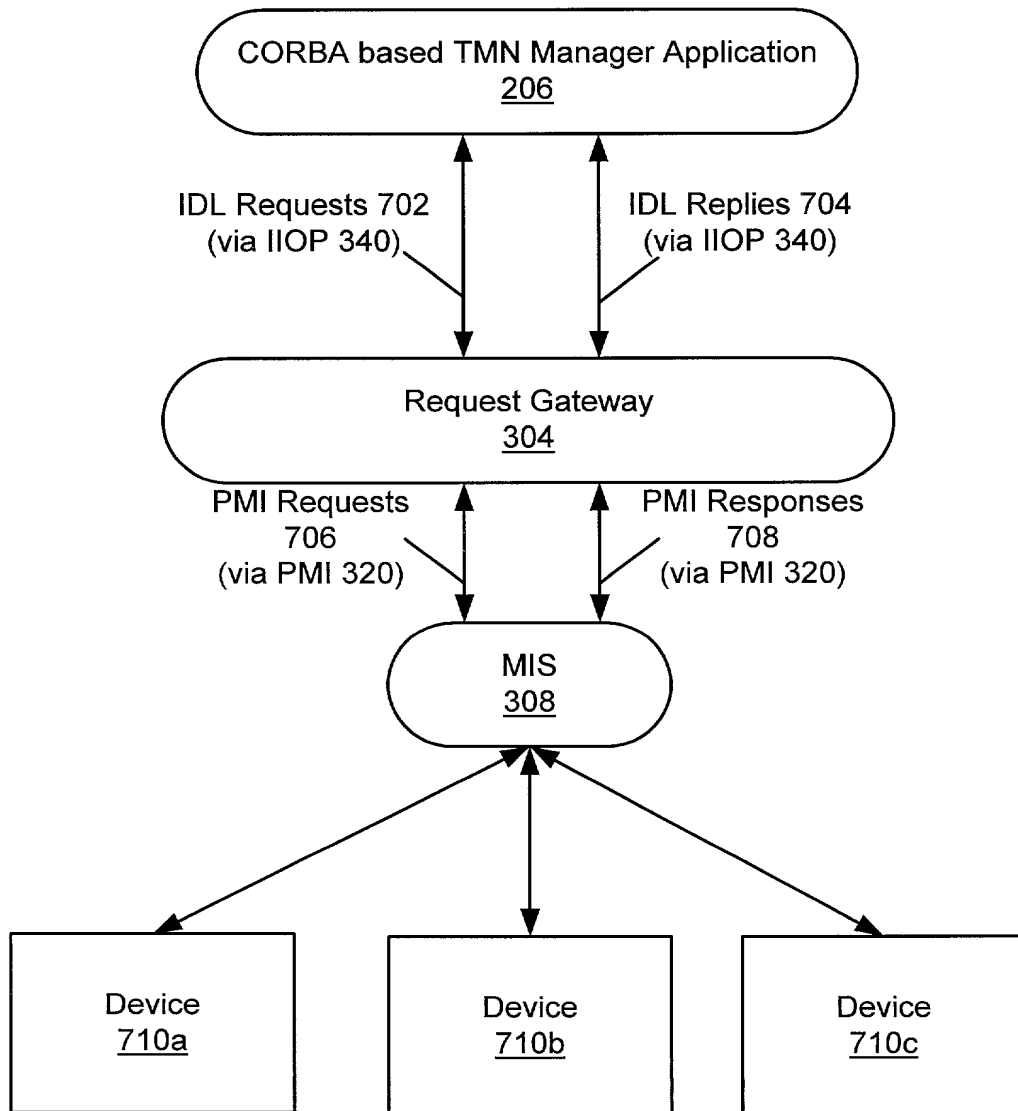 CORBA based TMN Manager Application
206
IDL Requests 702
(via IIOP 340)
IDL Replies 704
(via IIOP 340)
Request Gateway
304
PMI Requests
706
(via PMI 320)
PMI Responses
708
(via PMI 320)
MIS
308
Device
710a
Device
710b
Device
710c